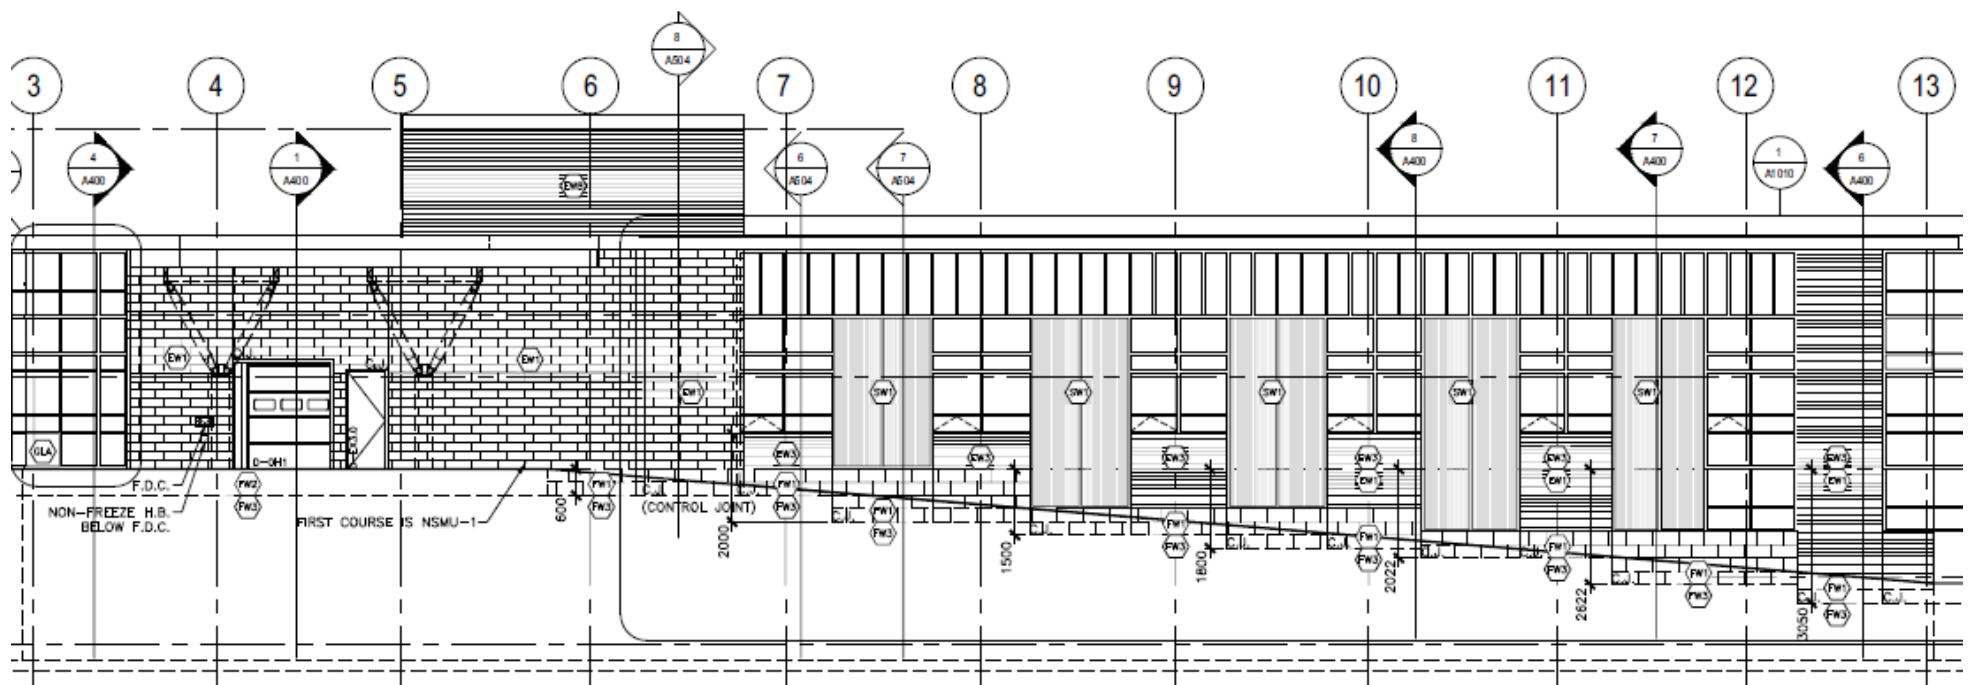 8
A504
3
4
5
6
7
8
9
10
11
12
13
4
A400
1
A400
6
A504
7
A504
8
A400
7
A400
1
A1010
6
A400
EW8
EW1
EW1
EW1
SW1
SW1
SW1
SW1
SW1
C.J.
C.J.
D-EX3.0
D-OH1
GLA
F.D.C.
NON-FREEZE H.B.
BELOW F.D.C.
FW2
FW3
FIRST COURSE IS NSMU-1
600
FW1
FW3
C.J.
(CONTROL JOINT)
2000
EW3
FW1
FW3
C.J.
FW1
FW3
EW3
1500
C.J.
EW3
FW1
FW3
1800
C.J.
EW3
EW1
C.J.
FW1
FW3
2022
C.J.
EW3
EW1
C.J.
FW1
FW3
2622
C.J.
FW1
FW3
EW3
EW1
3050
C.J.
FW1
FW3
C.J.